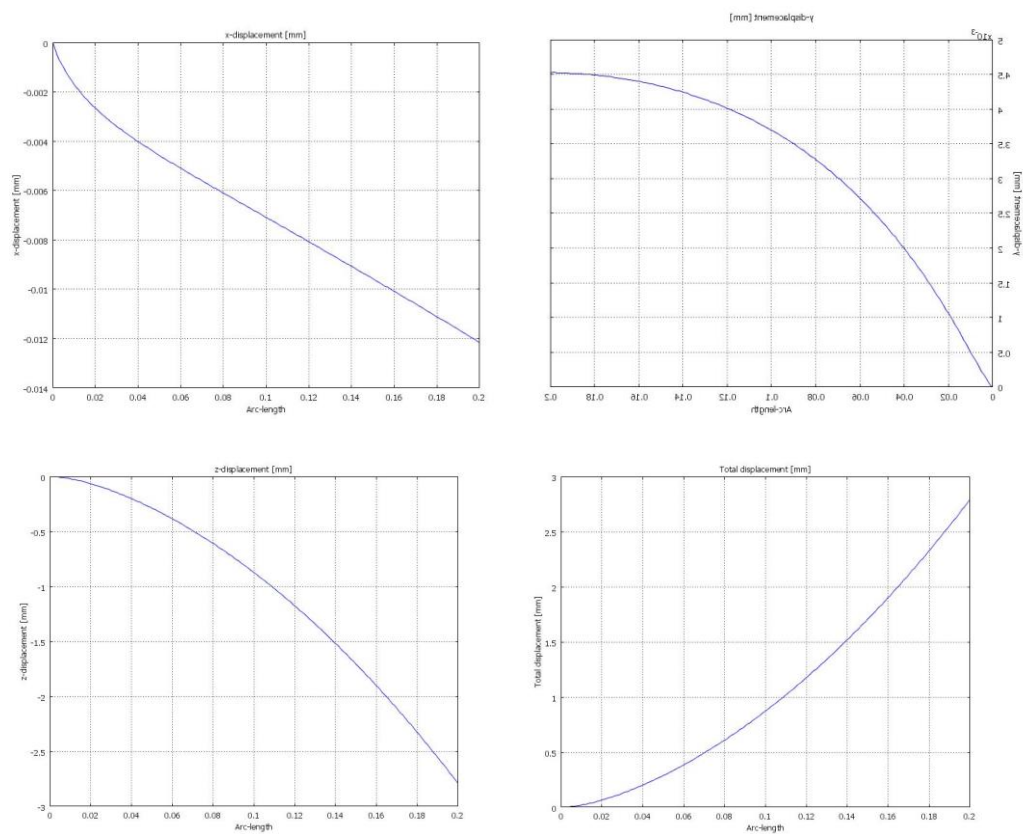 x-displacement [mm]
0
-0.002
-0.004
-0.006
-0.008
-0.01
-0.012
-0.014
x-displacement [mm]
0 0.02 0.04 0.06 0.08 0.1 0.12 0.14 0.16 0.18 0.2
Arc-length
y-displacement [mm]
x10-3
5
4.5
4
3.5
3
2.5
2
1.5
1
0.5
0
y-displacement [mm]
0.2 0.18 0.16 0.14 0.12 0.1 0.08 0.06 0.04 0.02 0
Arc-length
z-displacement [mm]
0
-0.5
-1
-1.5
-2
-2.5
-3
z-displacement [mm]
0 0.02 0.04 0.06 0.08 0.1 0.12 0.14 0.16 0.18 0.2
Arc-length
Total displacement [mm]
3
2.5
2
1.5
1
0.5
0
Total displacement [mm]
0.02 0.04 0.06 0.08 0.1 0.12 0.14 0.16 0.18 0.2
Arc-length